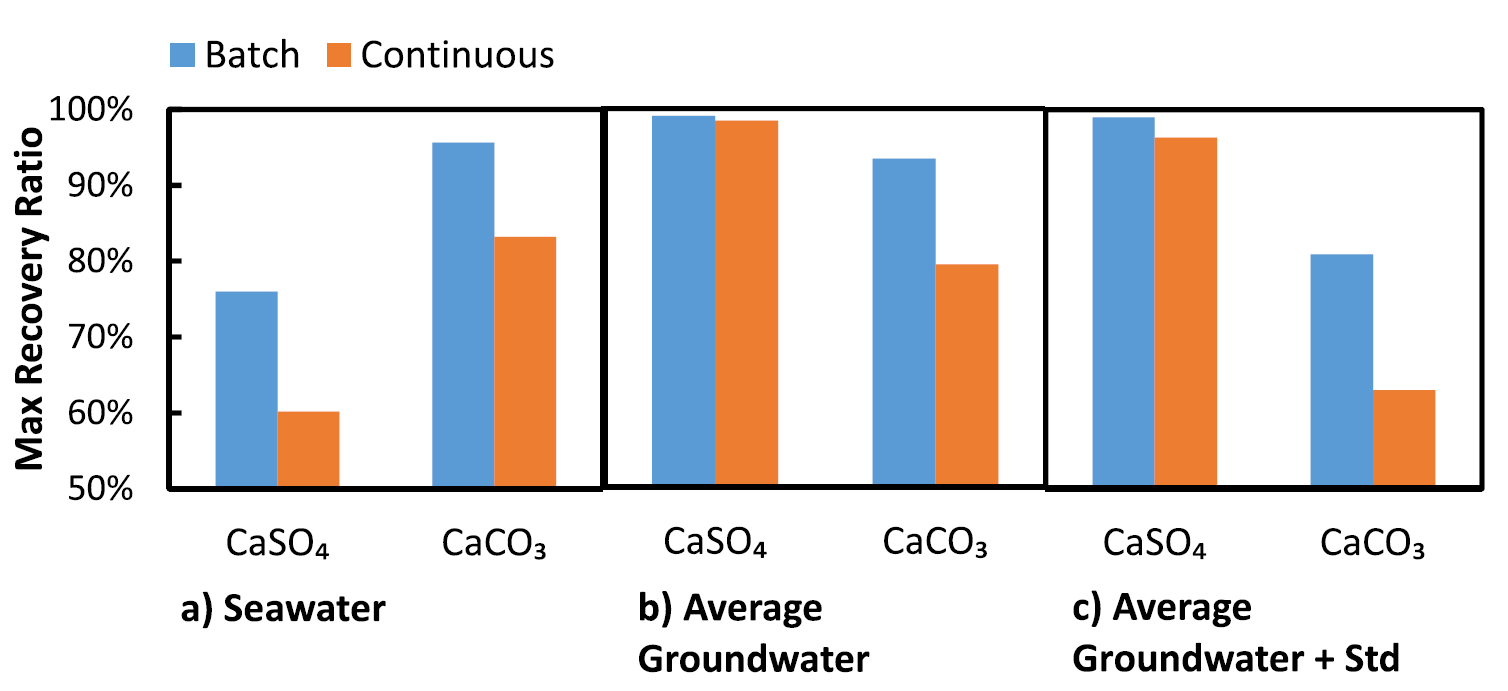 Batch Continuous
Max Recovery Ratio
100%
90%
80%
70%
60%
50%
CaSO₄ CaCO₃ CaSO₄ CaCO₃ CaSO₄ CaCO₃
a) Seawater
b) Average
Groundwater
c) Average
Groundwater + Std